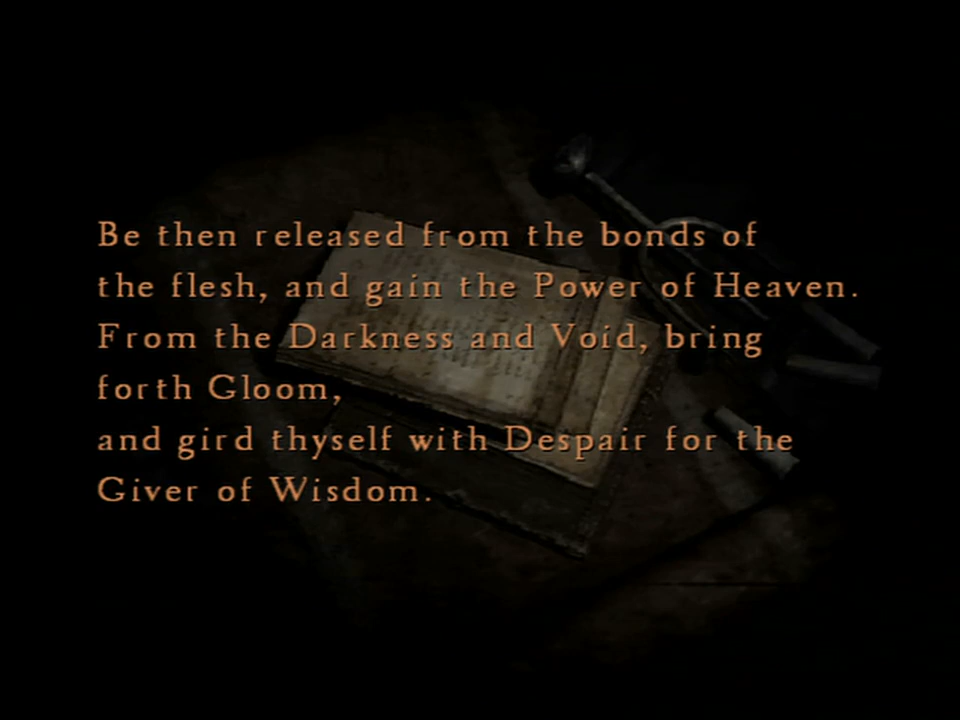 Be then released from the bonds of
the flesh, and gain the Power of Heaven.
From the Darkness and Void, bring
forth Gloom,
and gird thyself with Despair for the
Giver of Wisdom.